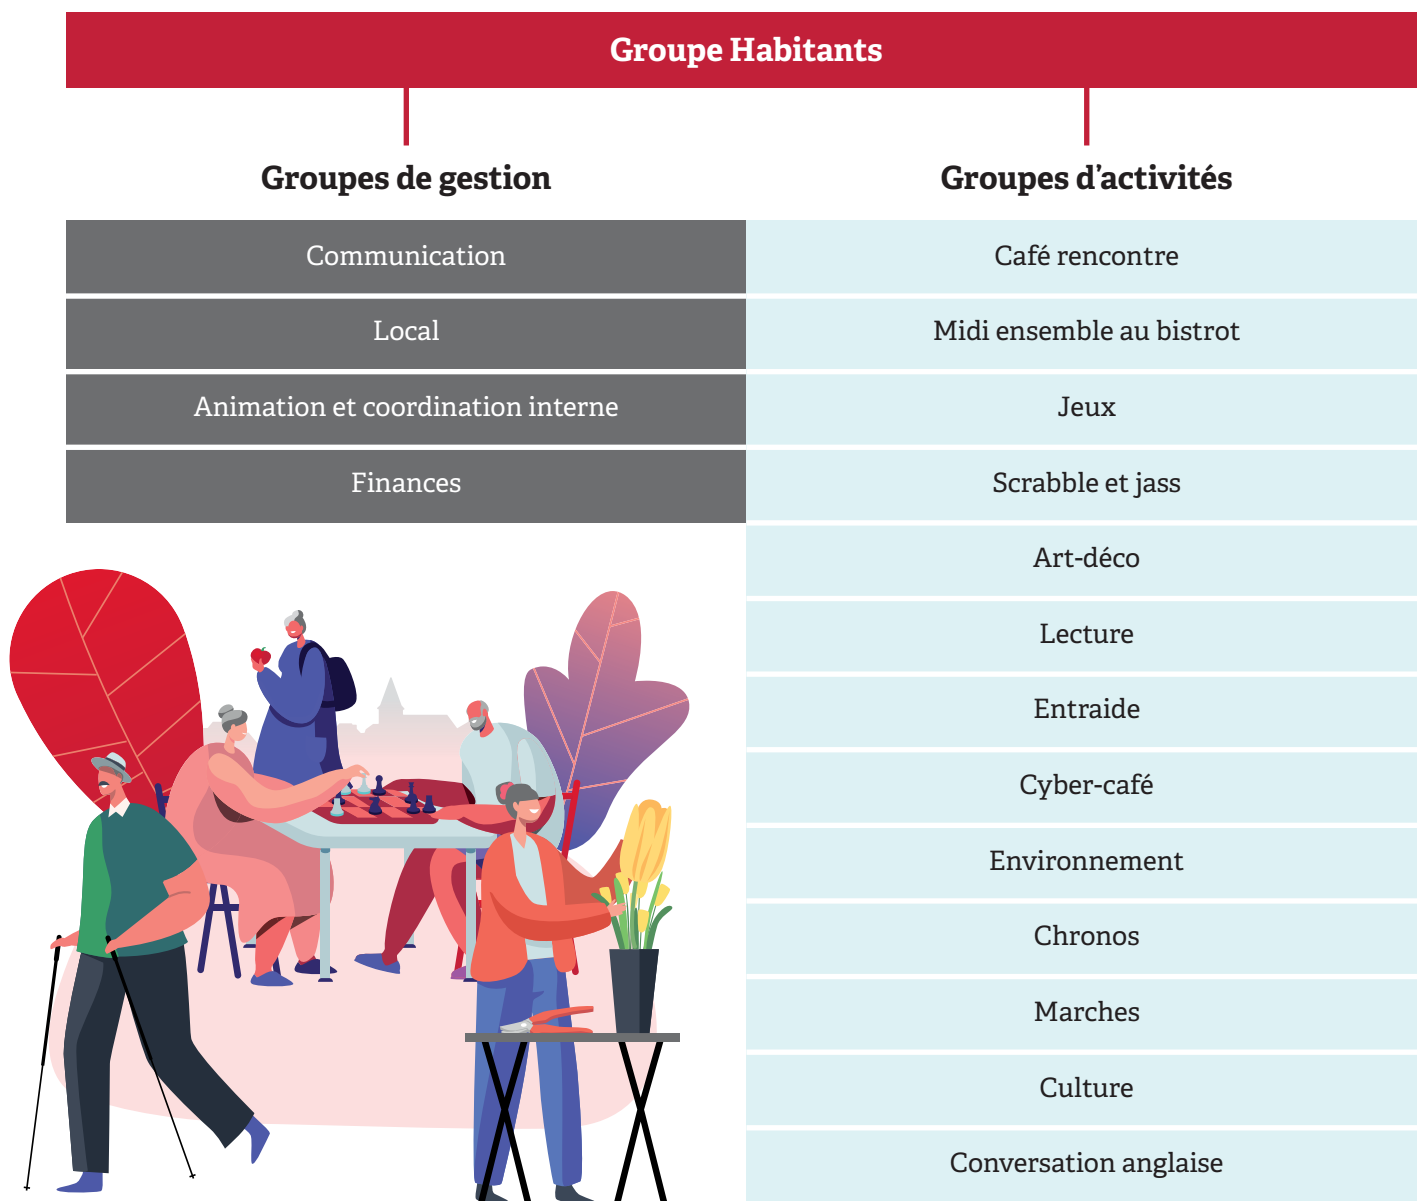 Groupe Habitants
Groupes de gestion
Communication
Local
Animation et coordination interne
Finances
Groupes d'activités
Café rencontre
Midi ensemble au bistrot
Jeux
Scrabble et jass
Art-déco
Lecture
Entraide
Cyber-café
Environnement
Chronos
Marches
Culture
Conversation anglaise